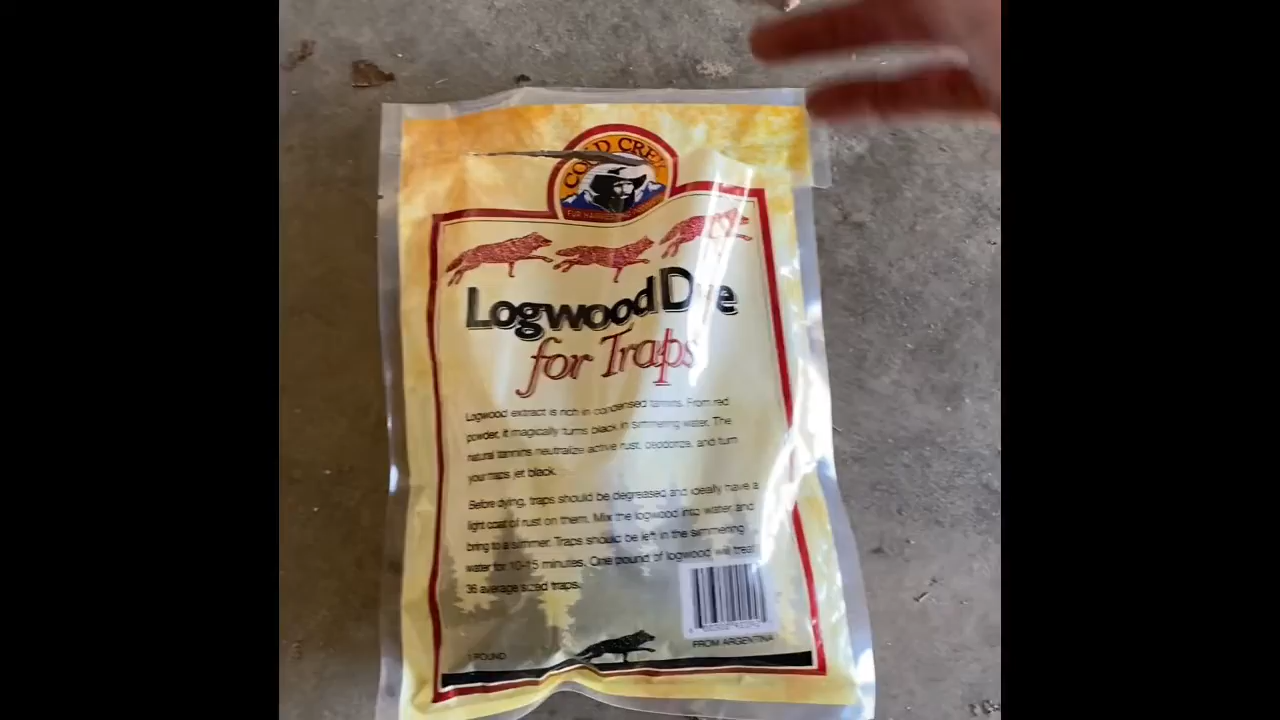 COLD CREEK
FUR HARVESTER
Logwood Dye
for Traps
Logwood extract is rich in condensed tannins. From red
powder, it magically turns black in simmering water. The
natural tannins neutralize active rust, deodorize, and turn
your traps jet black.
Before dying, traps should be degreased and ideally have a
light coat of rust on them. Mix the logwood into water and
bring to a simmer. Traps should be left in the simmering
water for 10-15 minutes. One pound of logwood will treat
36 average sized traps.
1 POUND
FROM ARGENTINA